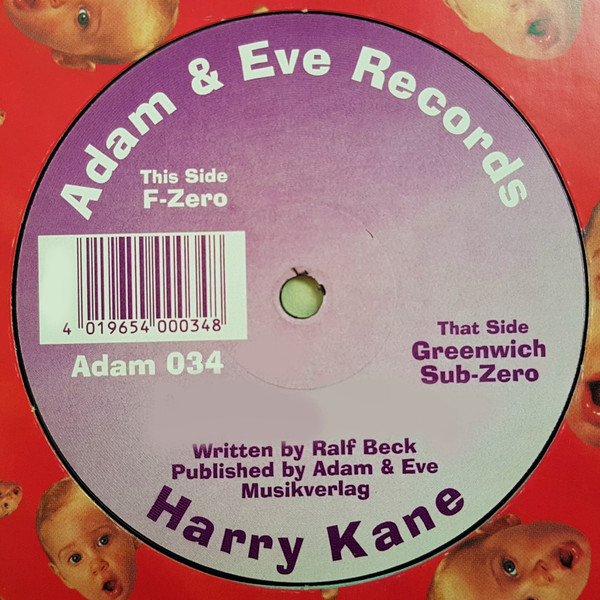 Adam & Eve Records
This Side
F-Zero
4 019654 000348
Adam 034
That Side
Greenwich
Sub-Zero
Written by Ralf Beck
Published by Adam & Eve
Musikverlag
Harry Kane